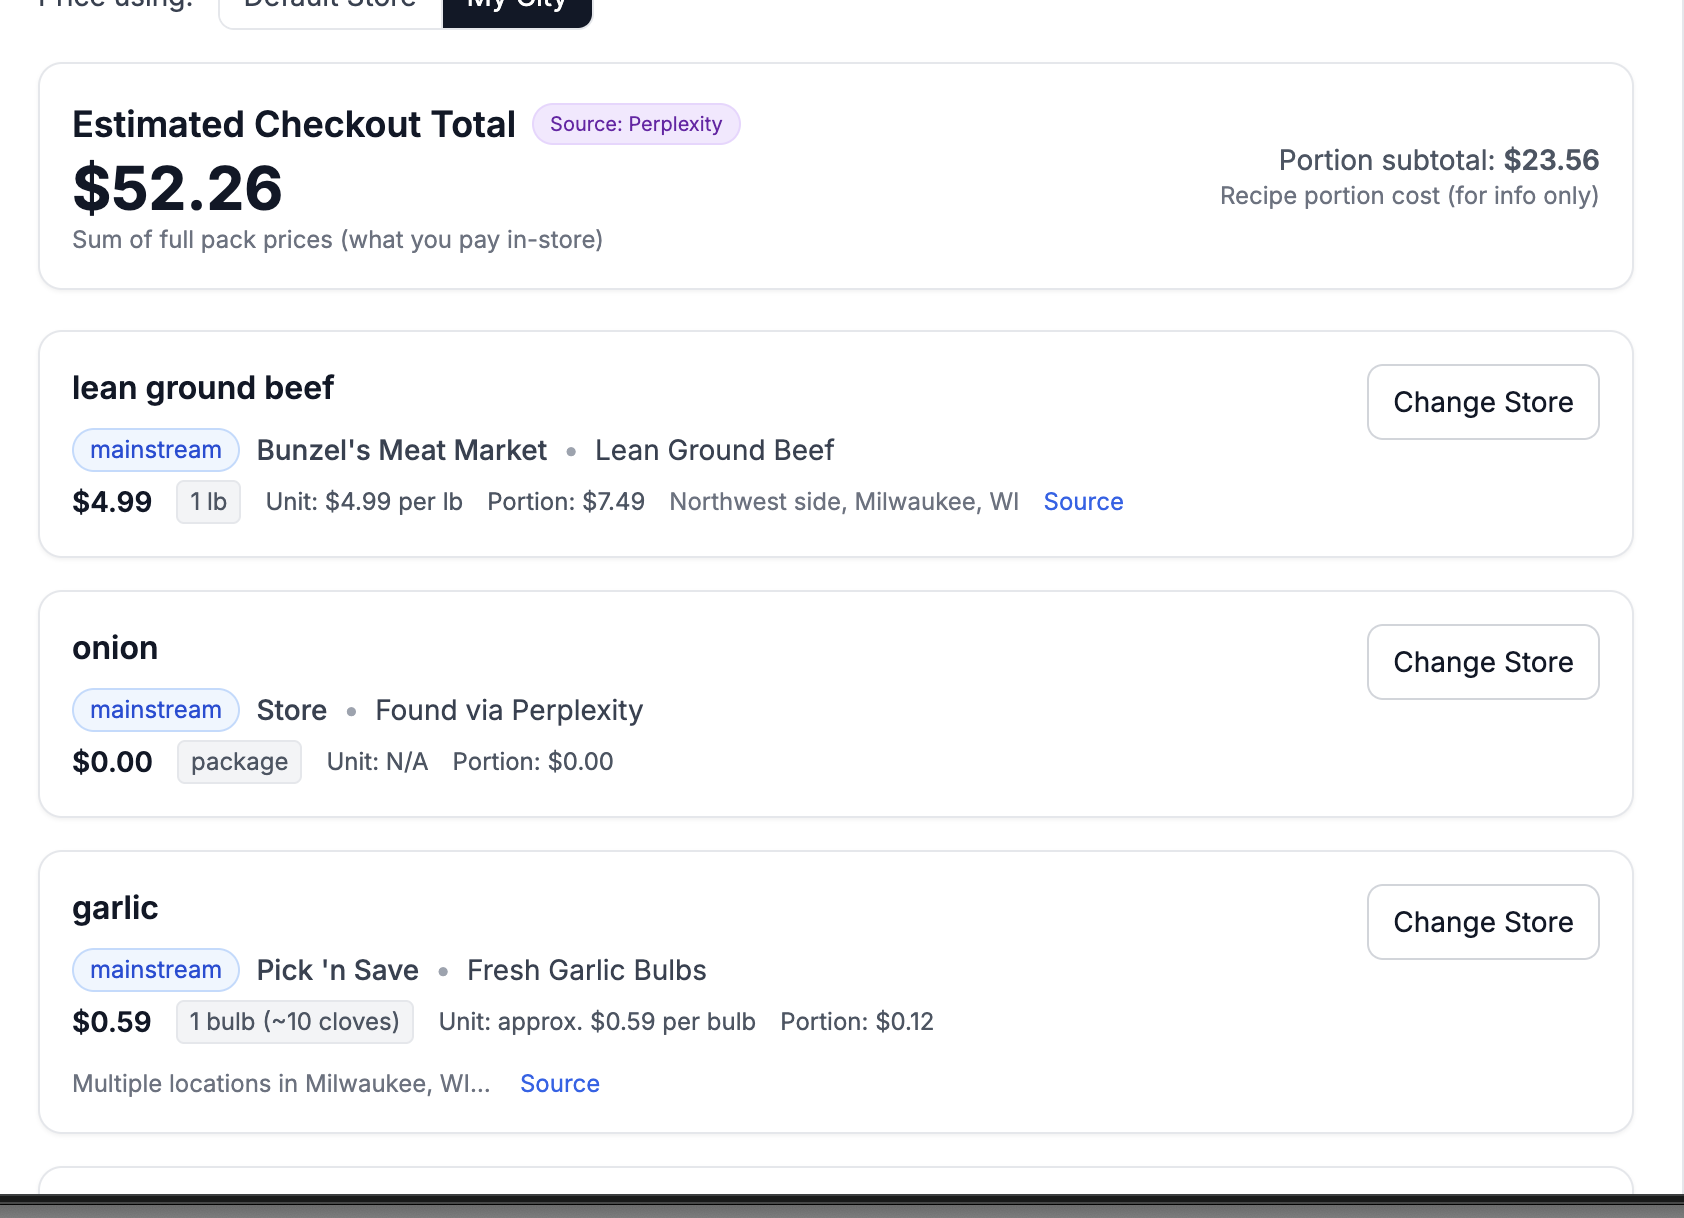 Price using: Default Store My City
Estimated Checkout Total Source: Perplexity
$52.26
Sum of full pack prices (what you pay in-store)
Portion subtotal: $23.56
Recipe portion cost (for info only)
lean ground beef
Change Store
mainstream Bunzel's Meat Market • Lean Ground Beef
$4.99 1 lb Unit: $4.99 per lb Portion: $7.49 Northwest side, Milwaukee, WI Source
onion
Change Store
mainstream Store • Found via Perplexity
$0.00 package Unit: N/A Portion: $0.00
garlic
Change Store
mainstream Pick 'n Save • Fresh Garlic Bulbs
$0.59 1 bulb (~10 cloves) Unit: approx. $0.59 per bulb Portion: $0.12
Multiple locations in Milwaukee, WI... Source